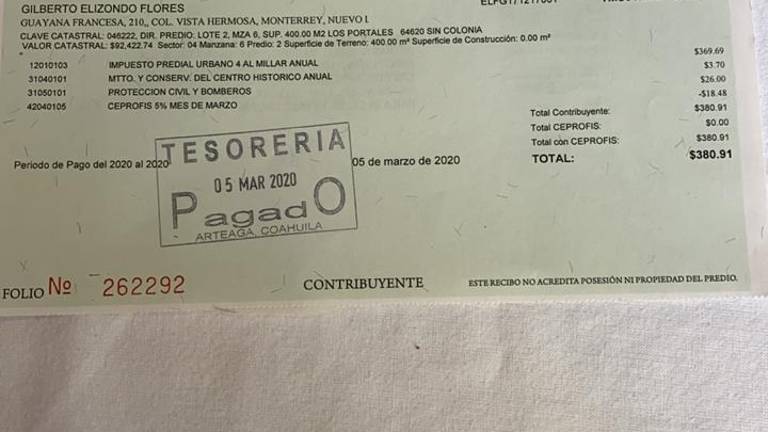 GILBERTO ELIZONDO FLORES
GUAYANA FRANCESA, 210,, COL. VISTA HERMOSA, MONTERREY, NUEVO L
CLAVE CATASTRAL: 046222, DIR. PREDIO: LOTE 2, MZA 6, SUP. 400.00 M2 LOS PORTALES 64620 SIN COLONIA
VALOR CATASTRAL: $92,422.74 Sector: 04 Manzana: 6 Predio: 2 Superficie de Terreno: 400.00 m² Superficie de Construcción: 0.00 m²
12010103 IMPUESTO PREDIAL URBANO 4 AL MILLAR ANUAL $369.69
31040101 MTTO. Y CONSERV. DEL CENTRO HISTORICO ANUAL $3.70
31050101 PROTECCION CIVIL Y BOMBEROS $26.00
42040105 CEPROFIS 5% MES DE MARZO -$18.48
Total Contribuyente: $380.91
Total CEPROFIS: $0.00
Total con CEPROFIS: $380.91
TOTAL: $380.91
Periodo de Pago del 2020 al 2020 05 de marzo de 2020
TESORERIA
05 MAR 2020
PagadO
ARTEAGA, COAHUILA
FOLIO Nº 262292 CONTRIBUYENTE ESTE RECIBO NO ACREDITA POSESIÓN NI PROPIEDAD DEL PREDIO.